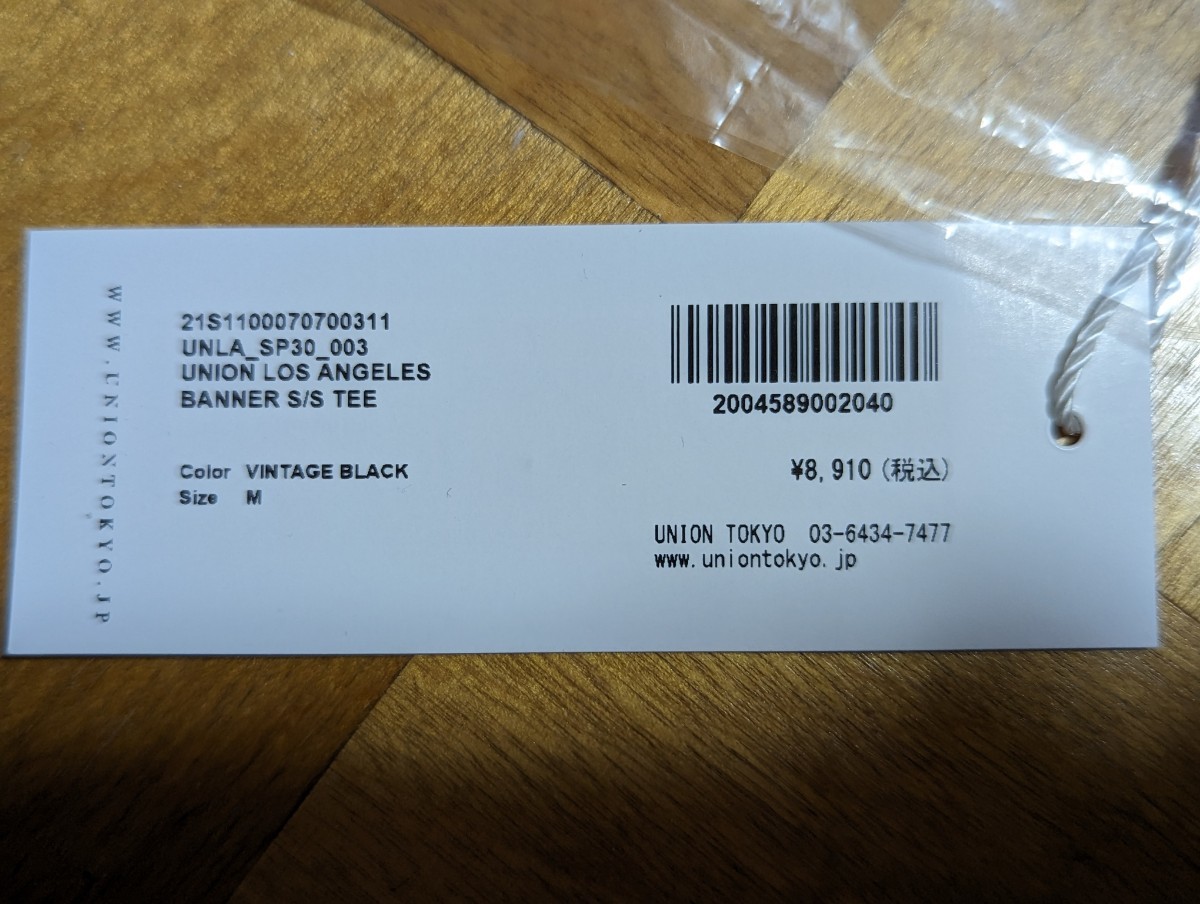 WWW.UNIONTOKYO.JP
21S1100070700311
UNLA_SP30_003
UNION LOS ANGELES
BANNER S/S TEE
Color VINTAGE BLACK
Size M
2004589002040
¥8,910（税込）
UNION TOKYO 03-6434-7477
www.uniontokyo.jp